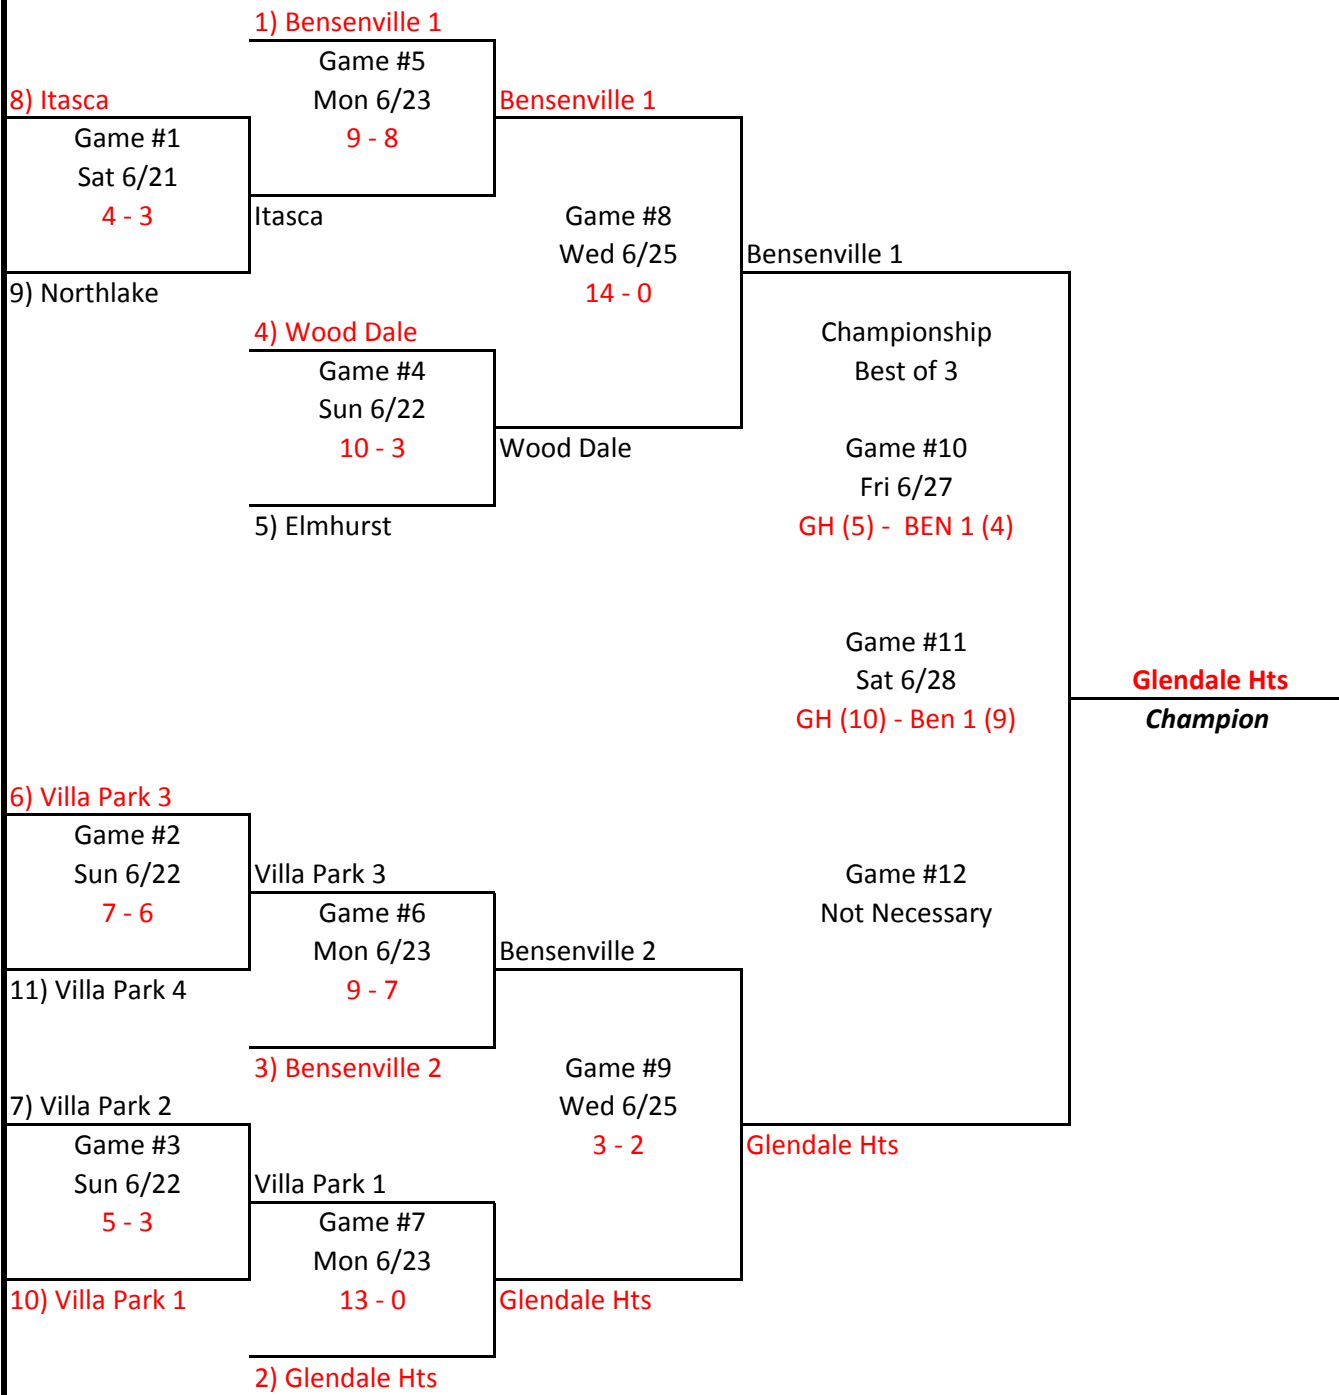 1) Bensenville 1
Game #5
Mon 6/23
9 - 8
8) Itasca
Game #1
Sat 6/21
4 - 3
Itasca
9) Northlake
Bensenville 1
Game #8
Wed 6/25
14 - 0
4) Wood Dale
Game #4
Sun 6/22
10 - 3
5) Elmhurst
Wood Dale
Bensenville 1
Championship
Best of 3
Game #10
Fri 6/27
GH (5) - BEN 1 (4)
Game #11
Sat 6/28
GH (10) - Ben 1 (9)
Glendale Hts
Champion
Game #12
Not Necessary
6) Villa Park 3
Game #2
Sun 6/22
7 - 6
11) Villa Park 4
Villa Park 3
Game #6
Mon 6/23
9 - 7
3) Bensenville 2
Bensenville 2
Game #9
Wed 6/25
3 - 2
Glendale Hts
7) Villa Park 2
Game #3
Sun 6/22
5 - 3
10) Villa Park 1
Villa Park 1
Game #7
Mon 6/23
13 - 0
Glendale Hts
2) Glendale Hts